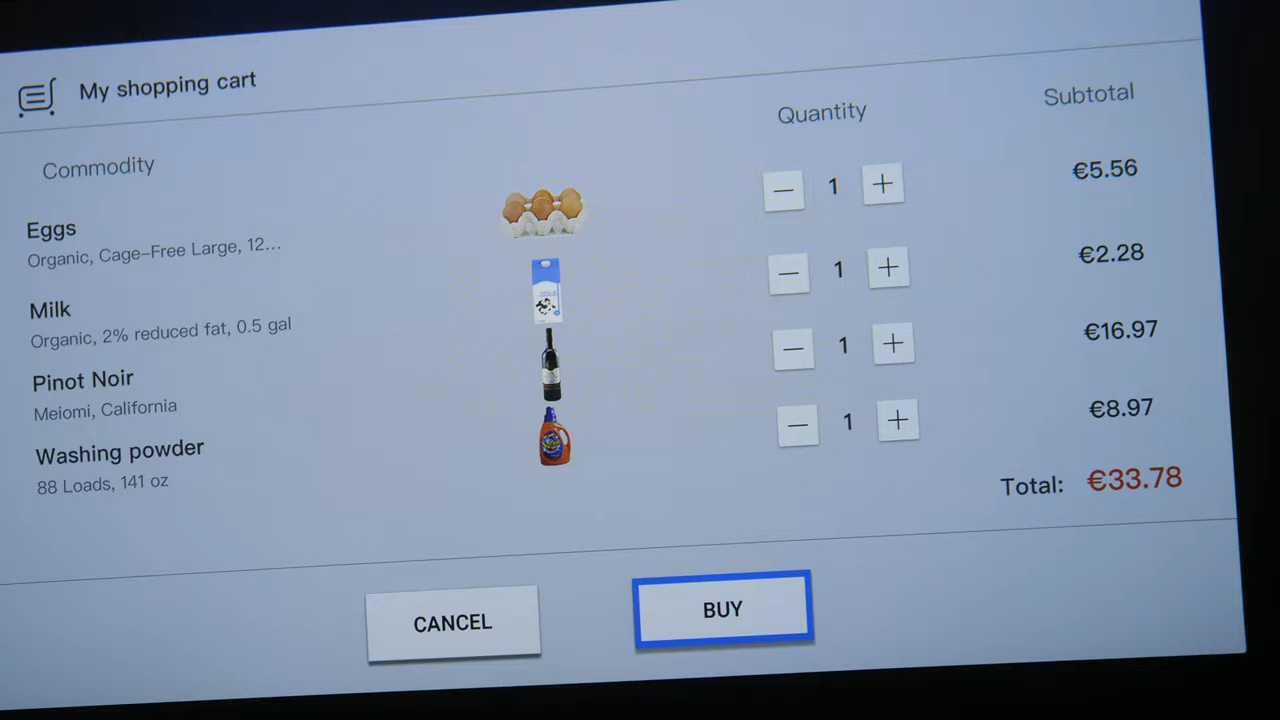 My shopping cart
Commodity
Quantity
Subtotal
Eggs
Organic, Cage-Free Large, 12...
1
€5.56
Milk
Organic, 2% reduced fat, 0.5 gal
1
€2.28
Pinot Noir
Meiomi, California
1
€16.97
Washing powder
88 Loads, 141 oz
1
€8.97
Total: €33.78
CANCEL
BUY